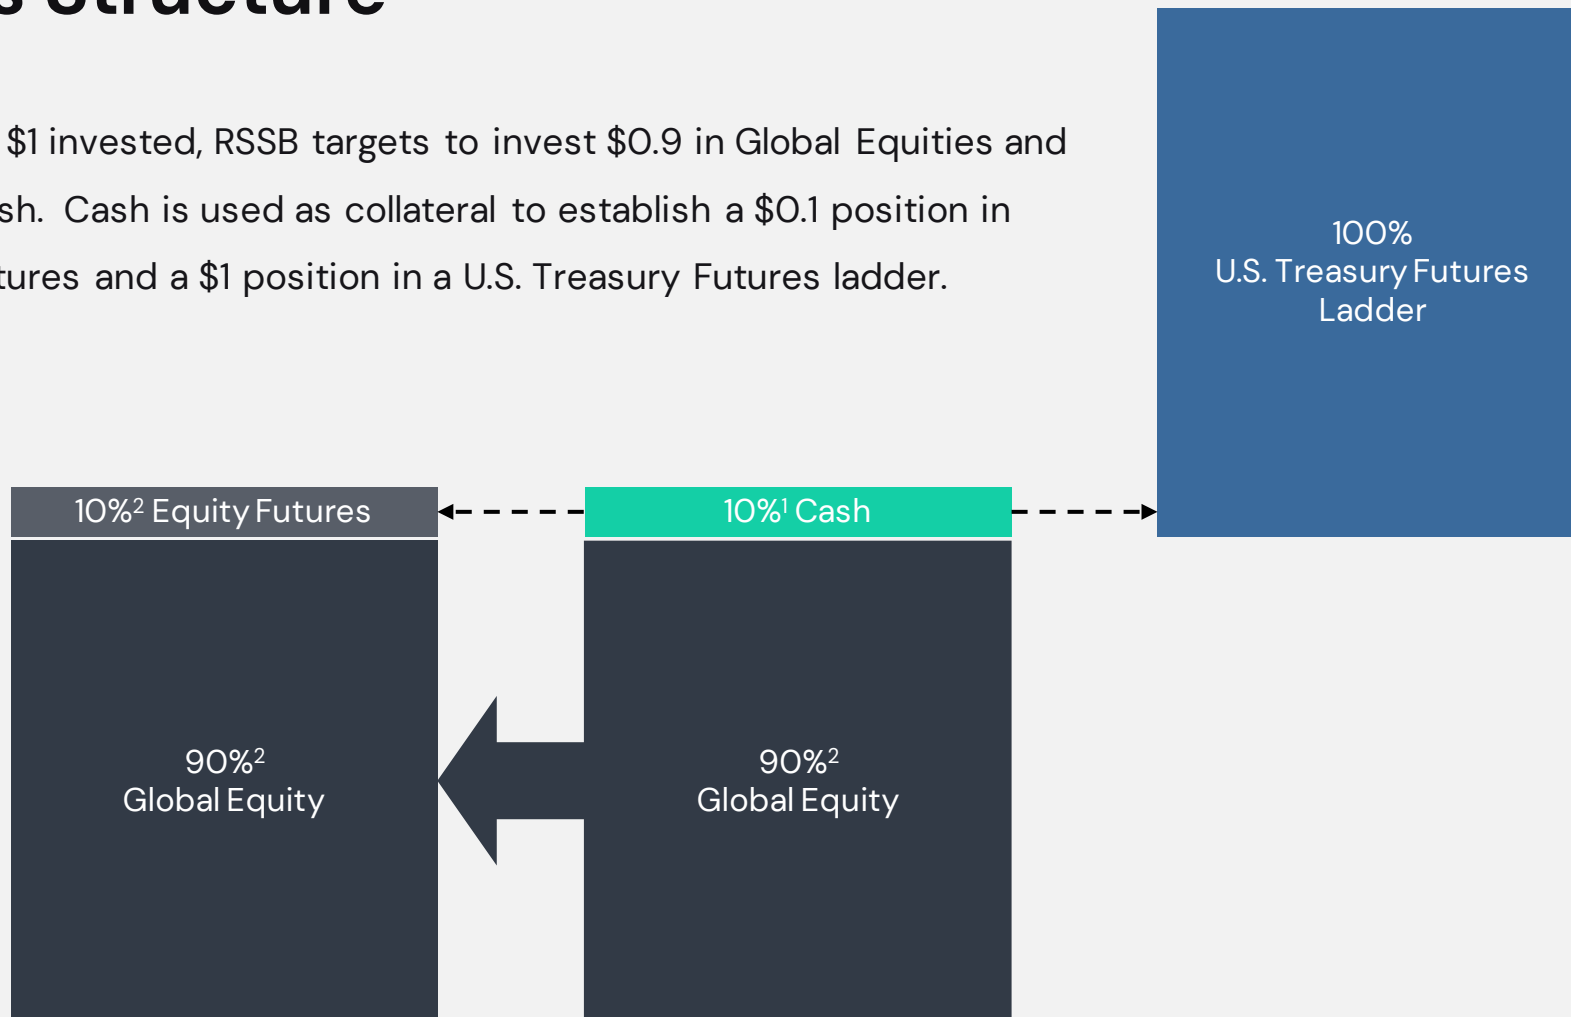 s Structure
$1 invested, RSSB targets to invest $0.9 in Global Equities and
sh. Cash is used as collateral to establish a $0.1 position in
tures and a $1 position in a U.S. Treasury Futures ladder.
100%
U.S. Treasury Futures
Ladder
10%² Equity Futures
10%¹ Cash
90%²
Global Equity
90%²
Global Equity